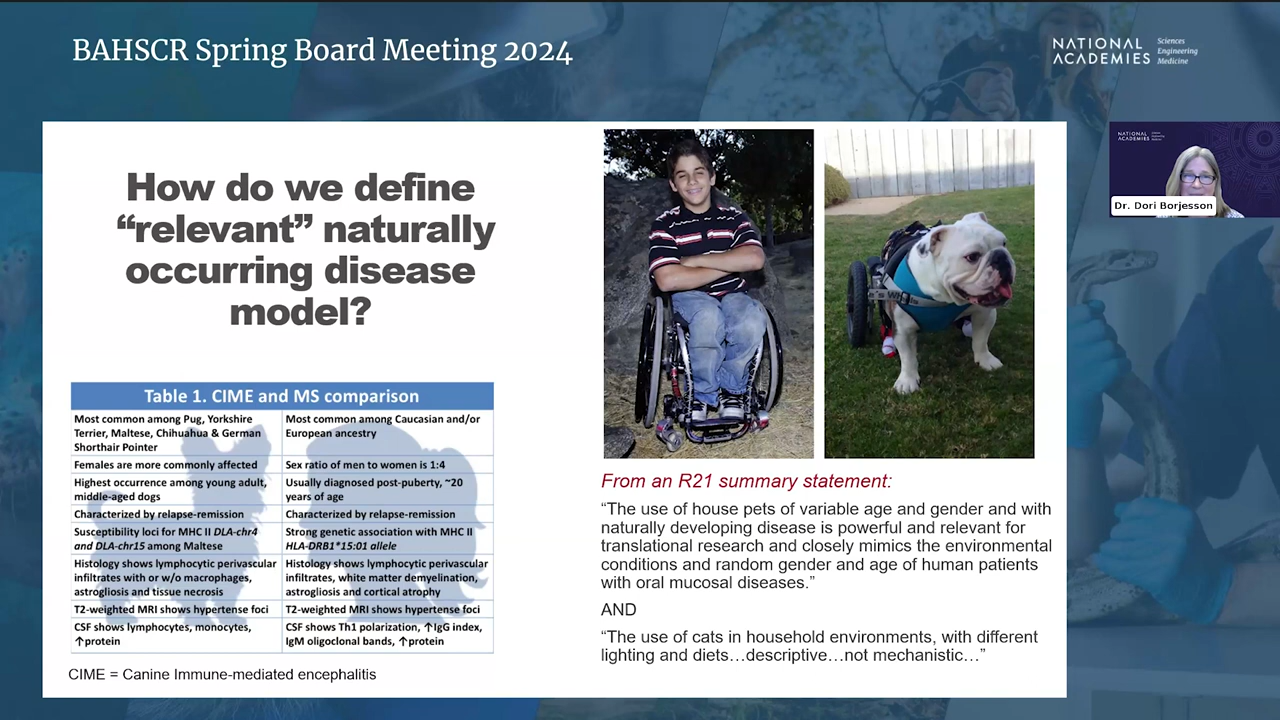 BAHSCR Spring Board Meeting 2024
NATIONAL ACADEMIES
Sciences
Engineering
Medicine
How do we define
“relevant” naturally
occurring disease
model?
NATIONAL
ACADEMIES
Dr. Dori Borjesson
Table 1. CIME and MS comparison
Most common among Pug, Yorkshire
Terrier, Maltese, Chihuahua & German
Shorthair Pointer
Most common among Caucasian and/or
European ancestry
Females are more commonly affected
Sex ratio of men to women is 1:4
Highest occurrence among young adult,
middle-aged dogs
Usually diagnosed post-puberty, ~20
years of age
Characterized by relapse-remission
Characterized by relapse-remission
Susceptibility loci for MHC II DLA-chr4
and DLA-chr15 among Maltese
Strong genetic association with MHC II
HLA-DRB1*15:01 allele
Histology shows lymphocytic perivascular
infiltrates with or w/o macrophages,
astrogliosis and tissue necrosis
Histology shows lymphocytic perivascular
infiltrates, white matter demyelination,
astrogliosis and cortical atrophy
T2-weighted MRI shows hypertense foci
T2-weighted MRI shows hypertense foci
CSF shows lymphocytes, monocytes,
↑protein
CSF shows Th1 polarization, ↑IgG index,
IgM oligoclonal bands, ↑protein
CIME = Canine Immune-mediated encephalitis
From an R21 summary statement:
“The use of house pets of variable age and gender and with
naturally developing disease is powerful and relevant for
translational research and closely mimics the environmental
conditions and random gender and age of human patients
with oral mucosal diseases.”
AND
“The use of cats in household environments, with different
lighting and diets…descriptive…not mechanistic…”